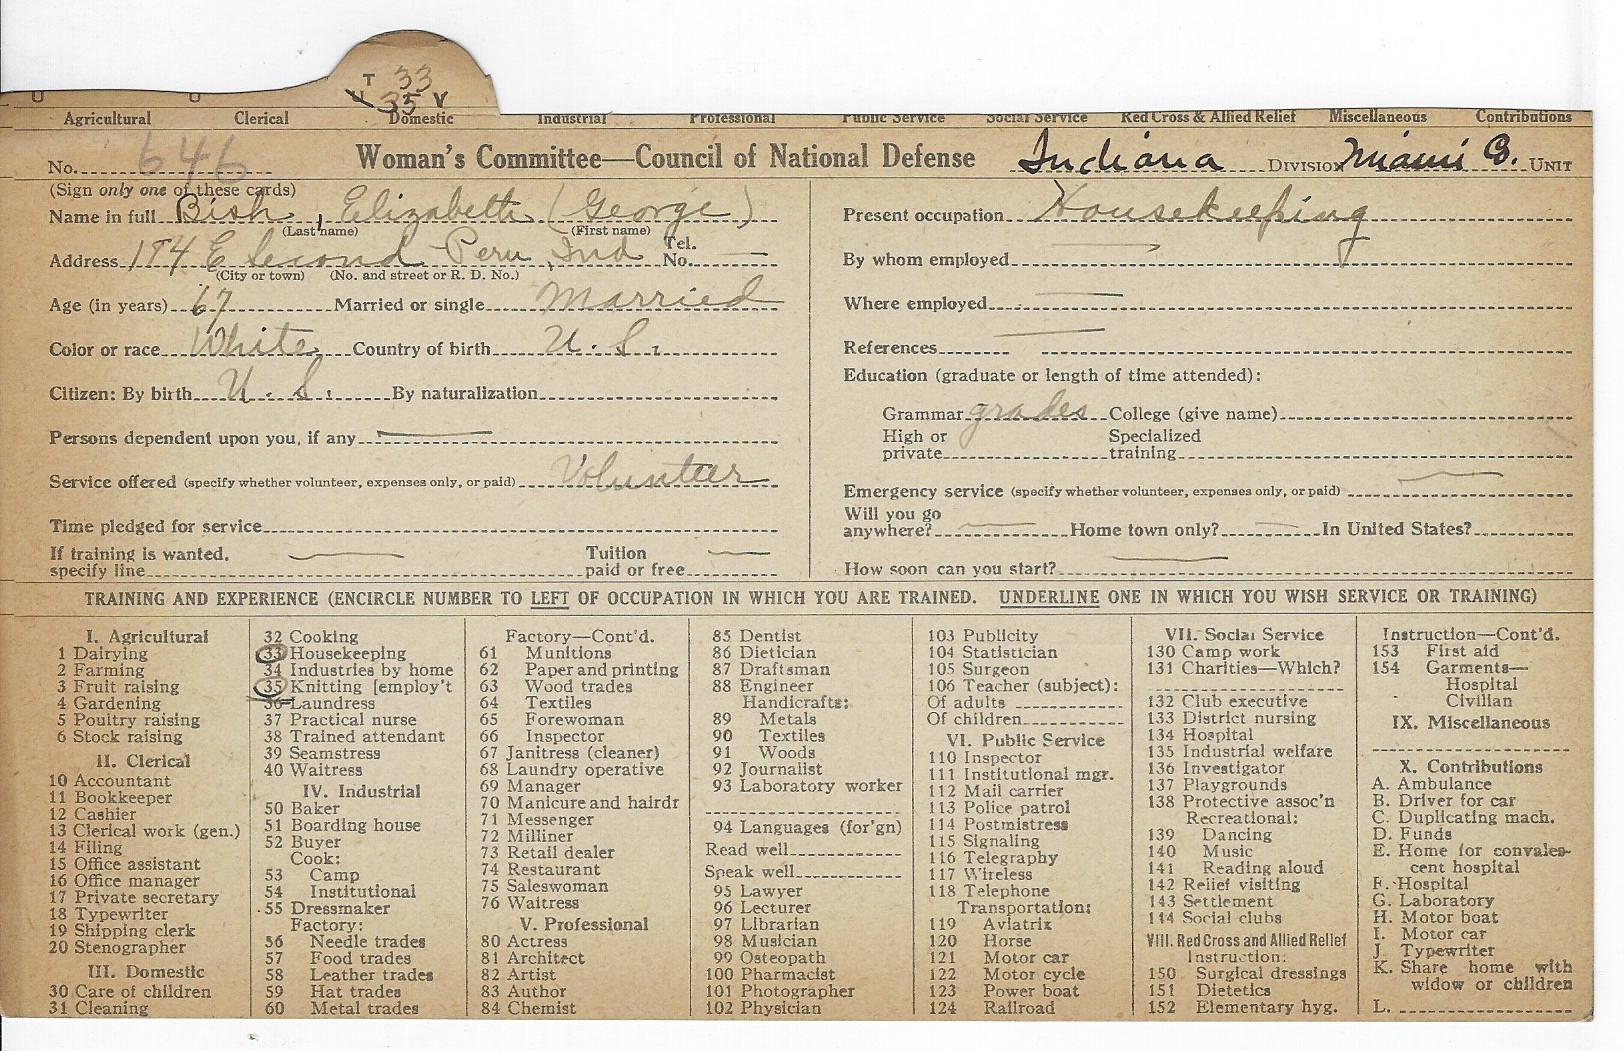 T 33
U 35 V
Agricultural Clerical Domestic Industrial Professional Public Service Social Service Red Cross & Allied Relief Miscellaneous Contributions
No. 646 Woman's Committee—Council of National Defense Indiana DIVISION Miami Co. UNIT
(Sign only one of these cards)
Name in full Bish, Elizabeth (George)
(Last name) (First name)
Address 174 E Second Peru, Ind Tel. No. —
(City or town) (No. and street or R. D. No.)
Age (in years) 67 Married or single Married
Color or race White Country of birth U. S.
Citizen: By birth U. S. By naturalization
Persons dependent upon you, if any —
Service offered (specify whether volunteer, expenses only, or paid) Volunteer
Time pledged for service
If training is wanted, specify line — Tuition paid or free —
Present occupation Housekeeping
By whom employed —
Where employed —
References —
Education (graduate or length of time attended):
Grammar grades College (give name)
High or private Specialized training
Emergency service (specify whether volunteer, expenses only, or paid) —
Will you go anywhere? — Home town only? — In United States?
How soon can you start? —
TRAINING AND EXPERIENCE (ENCIRCLE NUMBER TO LEFT OF OCCUPATION IN WHICH YOU ARE TRAINED. UNDERLINE ONE IN WHICH YOU WISH SERVICE OR TRAINING)
I. Agricultural
1 Dairying
2 Farming
3 Fruit raising
4 Gardening
5 Poultry raising
6 Stock raising
II. Clerical
10 Accountant
11 Bookkeeper
12 Cashier
13 Clerical work (gen.)
14 Filing
15 Office assistant
16 Office manager
17 Private secretary
18 Typewriter
19 Shipping clerk
20 Stenographer
III. Domestic
30 Care of children
31 Cleaning
32 Cooking
33 Housekeeping
34 Industries by home
35 Knitting [employ't
36 Laundress
37 Practical nurse
38 Trained attendant
39 Seamstress
40 Waitress
IV. Industrial
50 Baker
51 Boarding house
52 Buyer
Cook:
53 Camp
54 Institutional
55 Dressmaker
Factory:
56 Needle trades
57 Food trades
58 Leather trades
59 Hat trades
60 Metal trades
Factory—Cont'd.
61 Munitions
62 Paper and printing
63 Wood trades
64 Textiles
65 Forewoman
66 Inspector
67 Janitress (cleaner)
68 Laundry operative
69 Manager
70 Manicure and hairdr
71 Messenger
72 Milliner
73 Retail dealer
74 Restaurant
75 Saleswoman
76 Waitress
V. Professional
80 Actress
81 Architect
82 Artist
83 Author
84 Chemist
85 Dentist
86 Dietician
87 Draftsman
88 Engineer
Handicrafts:
89 Metals
90 Textiles
91 Woods
92 Journalist
93 Laboratory worker
94 Languages (for'gn)
Read well
Speak well
95 Lawyer
96 Lecturer
97 Librarian
98 Musician
99 Osteopath
100 Pharmacist
101 Photographer
102 Physician
103 Publicity
104 Statistician
105 Surgeon
106 Teacher (subject):
Of adults
Of children
VI. Public Service
110 Inspector
111 Institutional mgr.
112 Mail carrier
113 Police patrol
114 Postmistress
115 Signaling
116 Telegraphy
117 Wireless
118 Telephone
Transportation:
119 Aviatrix
120 Horse
121 Motor car
122 Motor cycle
123 Power boat
124 Railroad
VII. Social Service
130 Camp work
131 Charities—Which?
132 Club executive
133 District nursing
134 Hospital
135 Industrial welfare
136 Investigator
137 Playgrounds
138 Protective assoc'n
Recreational:
139 Dancing
140 Music
141 Reading aloud
142 Relief visiting
143 Settlement
144 Social clubs
VIII. Red Cross and Allied Relief
Instruction:
150 Surgical dressings
151 Dietetics
152 Elementary hyg.
Instruction—Cont'd.
153 First aid
154 Garments—
Hospital
Civilian
IX. Miscellaneous
X. Contributions
A. Ambulance
B. Driver for car
C. Duplicating mach.
D. Funds
E. Home for convales-
cent hospital
F. Hospital
G. Laboratory
H. Motor boat
I. Motor car
J. Typewriter
K. Share home with
widow or children
L.